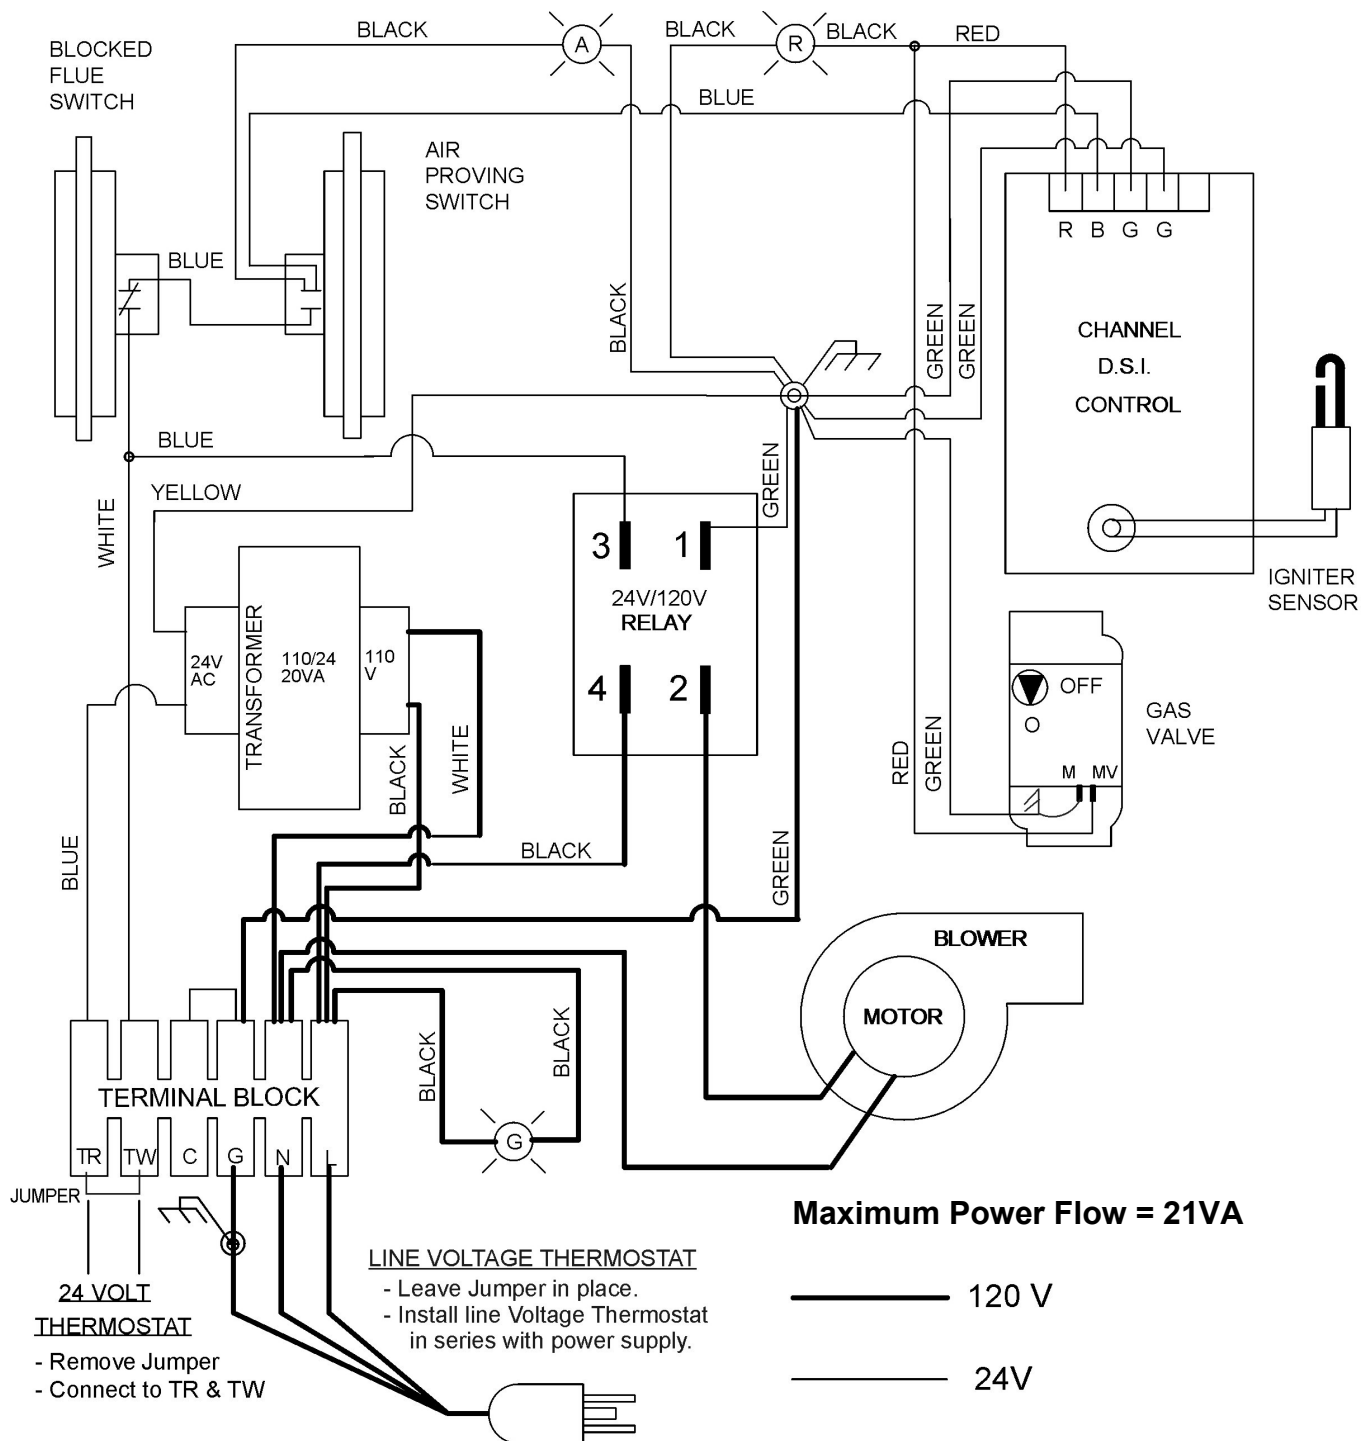 BLACK
A
BLACK
R
BLACK
RED
BLOCKED
FLUE
SWITCH
BLUE
AIR
PROVING
SWITCH
R B G G
BLUE
BLACK
GREEN
GREEN
CHANNEL
D.S.I.
CONTROL
BLUE
GREEN
YELLOW
WHITE
3
1
24V/120V
RELAY
4
2
IGNITER
SENSOR
TRANSFORMER
24V
AC
110/24
20VA
110
V
OFF
O
GAS
VALVE
M MV
BLACK
WHITE
RED
GREEN
BLUE
BLACK
GREEN
BLOWER
MOTOR
BLACK
BLACK
TERMINAL BLOCK
TR TW C G N L
G
JUMPER
Maximum Power Flow = 21VA
LINE VOLTAGE THERMOSTAT
- Leave Jumper in place.
- Install line Voltage Thermostat
in series with power supply.
24 VOLT
THERMOSTAT
- Remove Jumper
- Connect to TR & TW
120 V
24V